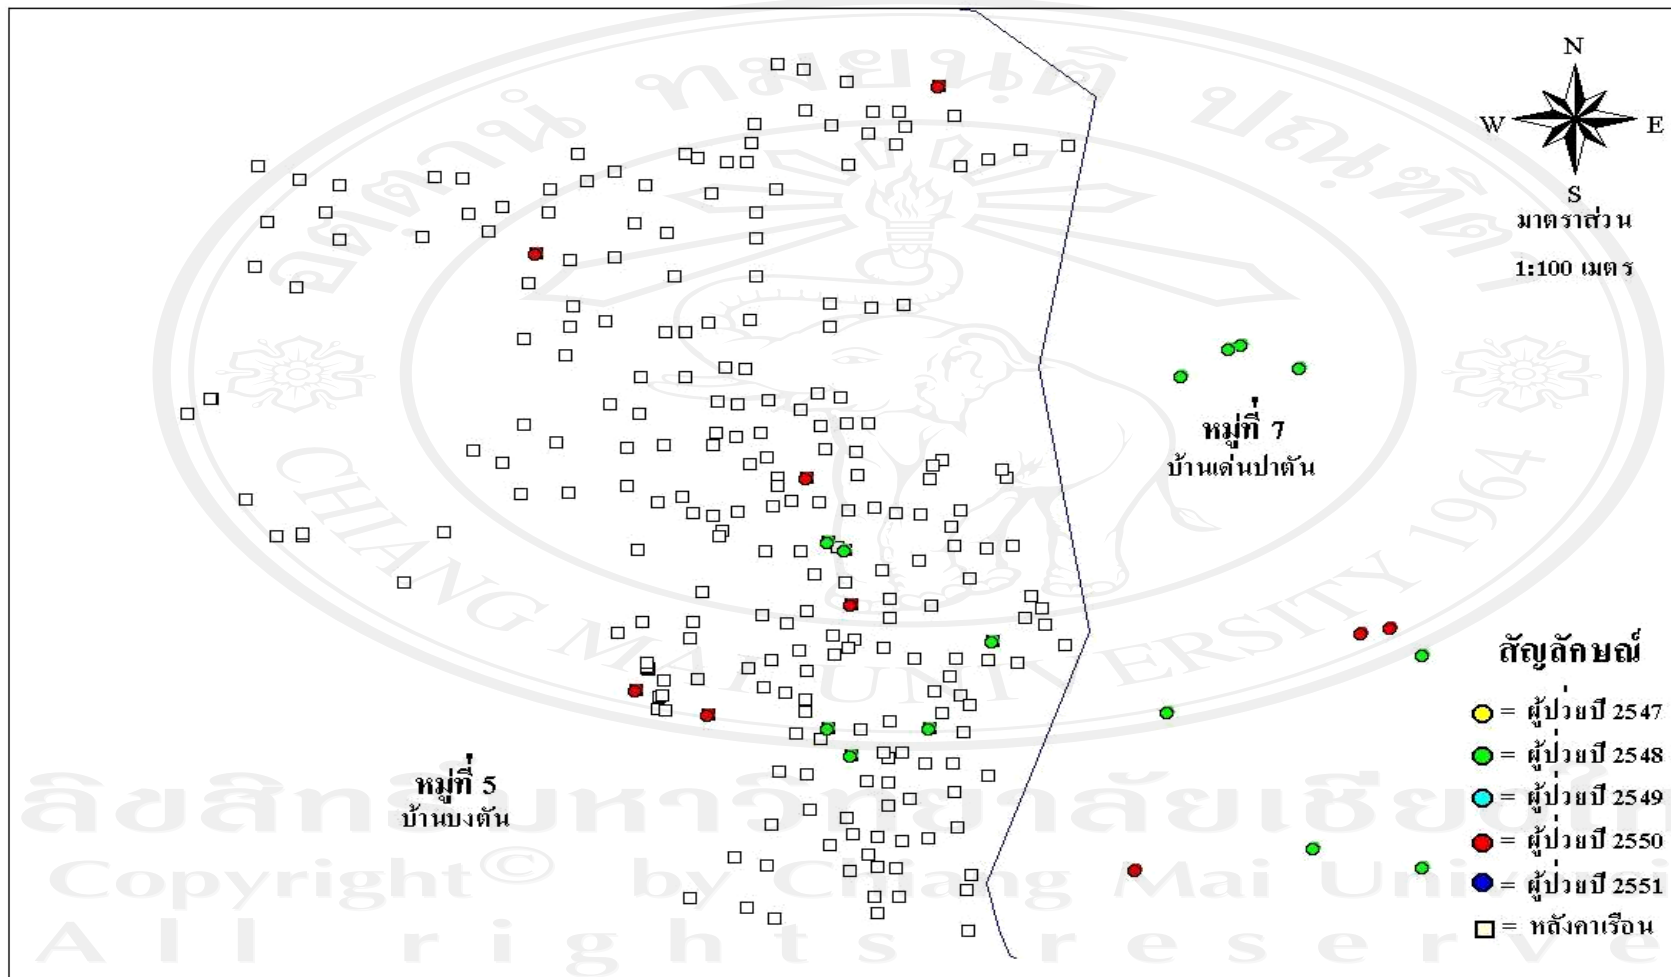 N
W E
S
มาตราส่วน
1:100 เมตร
หมู่ที่ 7
บ้านเด่นป่าตัน
หมู่ที่ 5
บ้านบงตัน
สัญลักษณ์
= ผู้ป่วยปี 2547
= ผู้ป่วยปี 2548
= ผู้ป่วยปี 2549
= ผู้ป่วยปี 2550
= ผู้ป่วยปี 2551
= หลังคาเรือน
CHIANG MAI UNIVERSITY 1964
ลิขสิทธิ์มหาวิทยาลัยเชียงใ
Copyright© by Chiang Mai Universi
All rights reserve